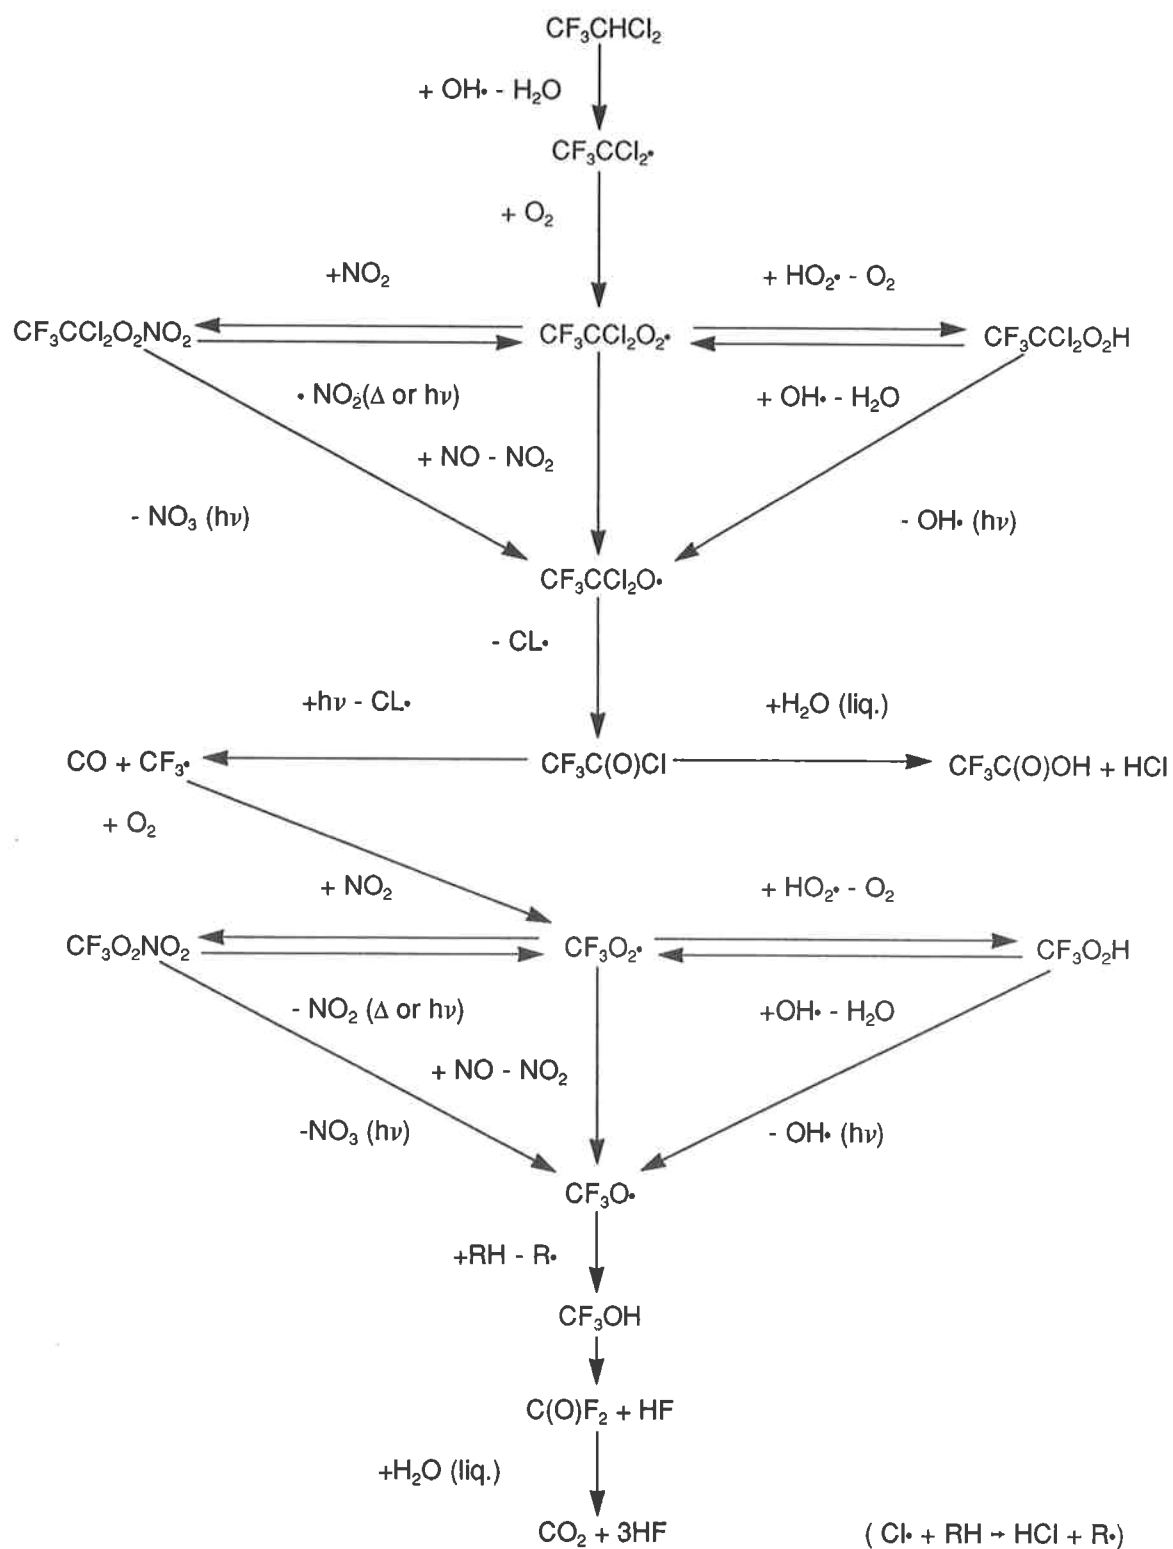 CF₃CHCl₂
+ OH• - H₂O
CF₃CCl₂•
+ O₂
+NO₂
+ HO₂• - O₂
CF₃CCl₂O₂NO₂
CF₃CCl₂O₂•
CF₃CCl₂O₂H
• NO₂(Δ or hν)
+ OH• - H₂O
+ NO - NO₂
- NO₃ (hν)
- OH• (hν)
CF₃CCl₂O•
- CL•
+hν - CL•
+H₂O (liq.)
CO + CF₃•
CF₃C(O)Cl
CF₃C(O)OH + HCl
+ O₂
+ NO₂
+ HO₂• - O₂
CF₃O₂NO₂
CF₃O₂•
CF₃O₂H
- NO₂ (Δ or hν)
+OH• - H₂O
+ NO - NO₂
-NO₃ (hν)
- OH• (hν)
CF₃O•
+RH - R•
CF₃OH
C(O)F₂ + HF
+H₂O (liq.)
CO₂ + 3HF
( Cl• + RH → HCl + R•)